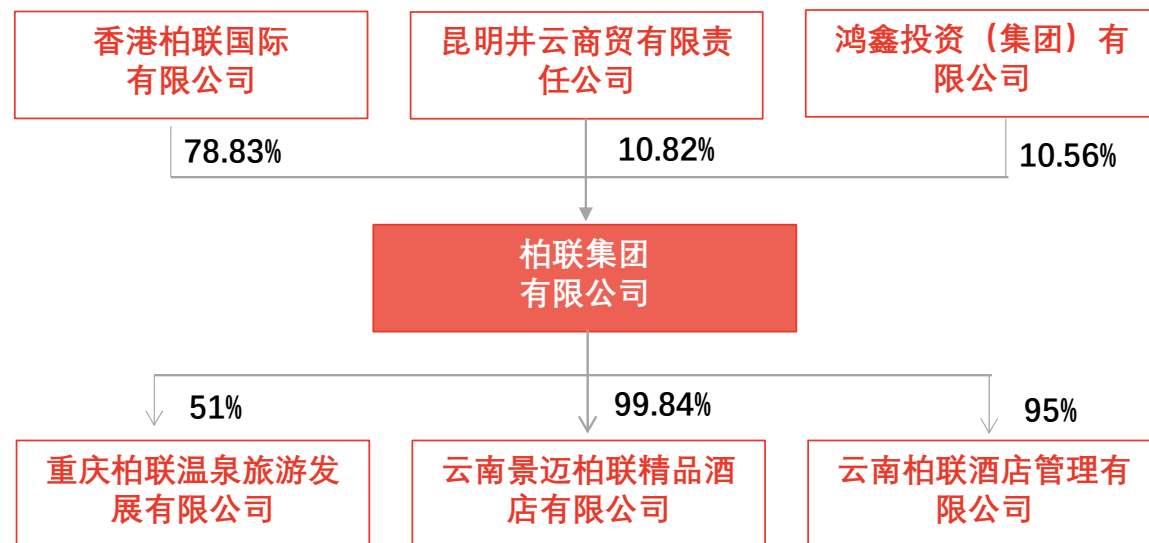 香港柏联国际
有限公司
昆明井云商贸有限责
任公司
鸿鑫投资（集团）有
限公司
78.83%
10.82%
10.56%
柏联集团
有限公司
51%
99.84%
95%
重庆柏联温泉旅游发
展有限公司
云南景迈柏联精品酒
店有限公司
云南柏联酒店管理有
限公司